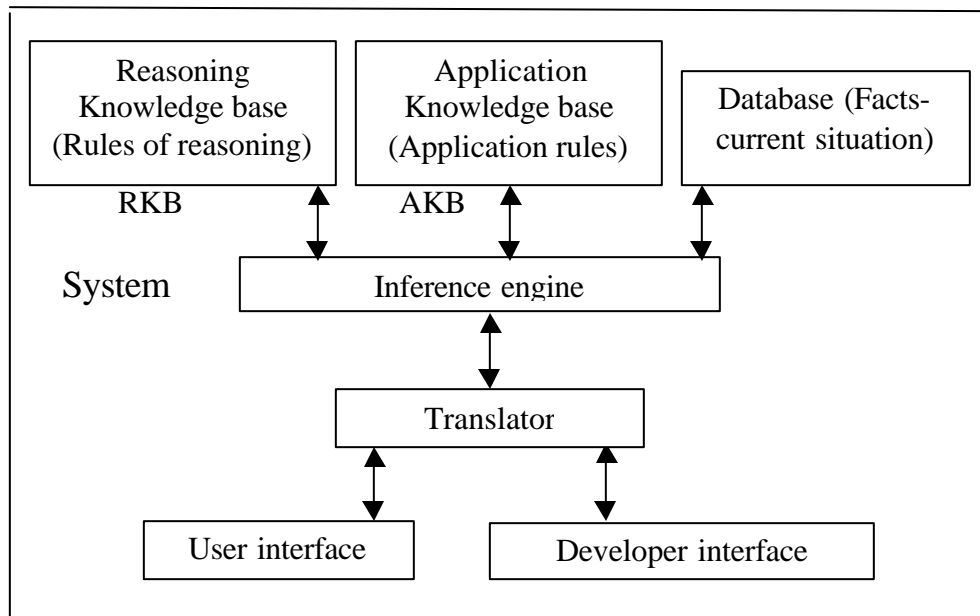 Reasoning
Knowledge base
(Rules of reasoning)
Application
Knowledge base
(Application rules)
Database (Facts-
current situation)
RKB
AKB
System
Inference engine
Translator
User interface
Developer interface